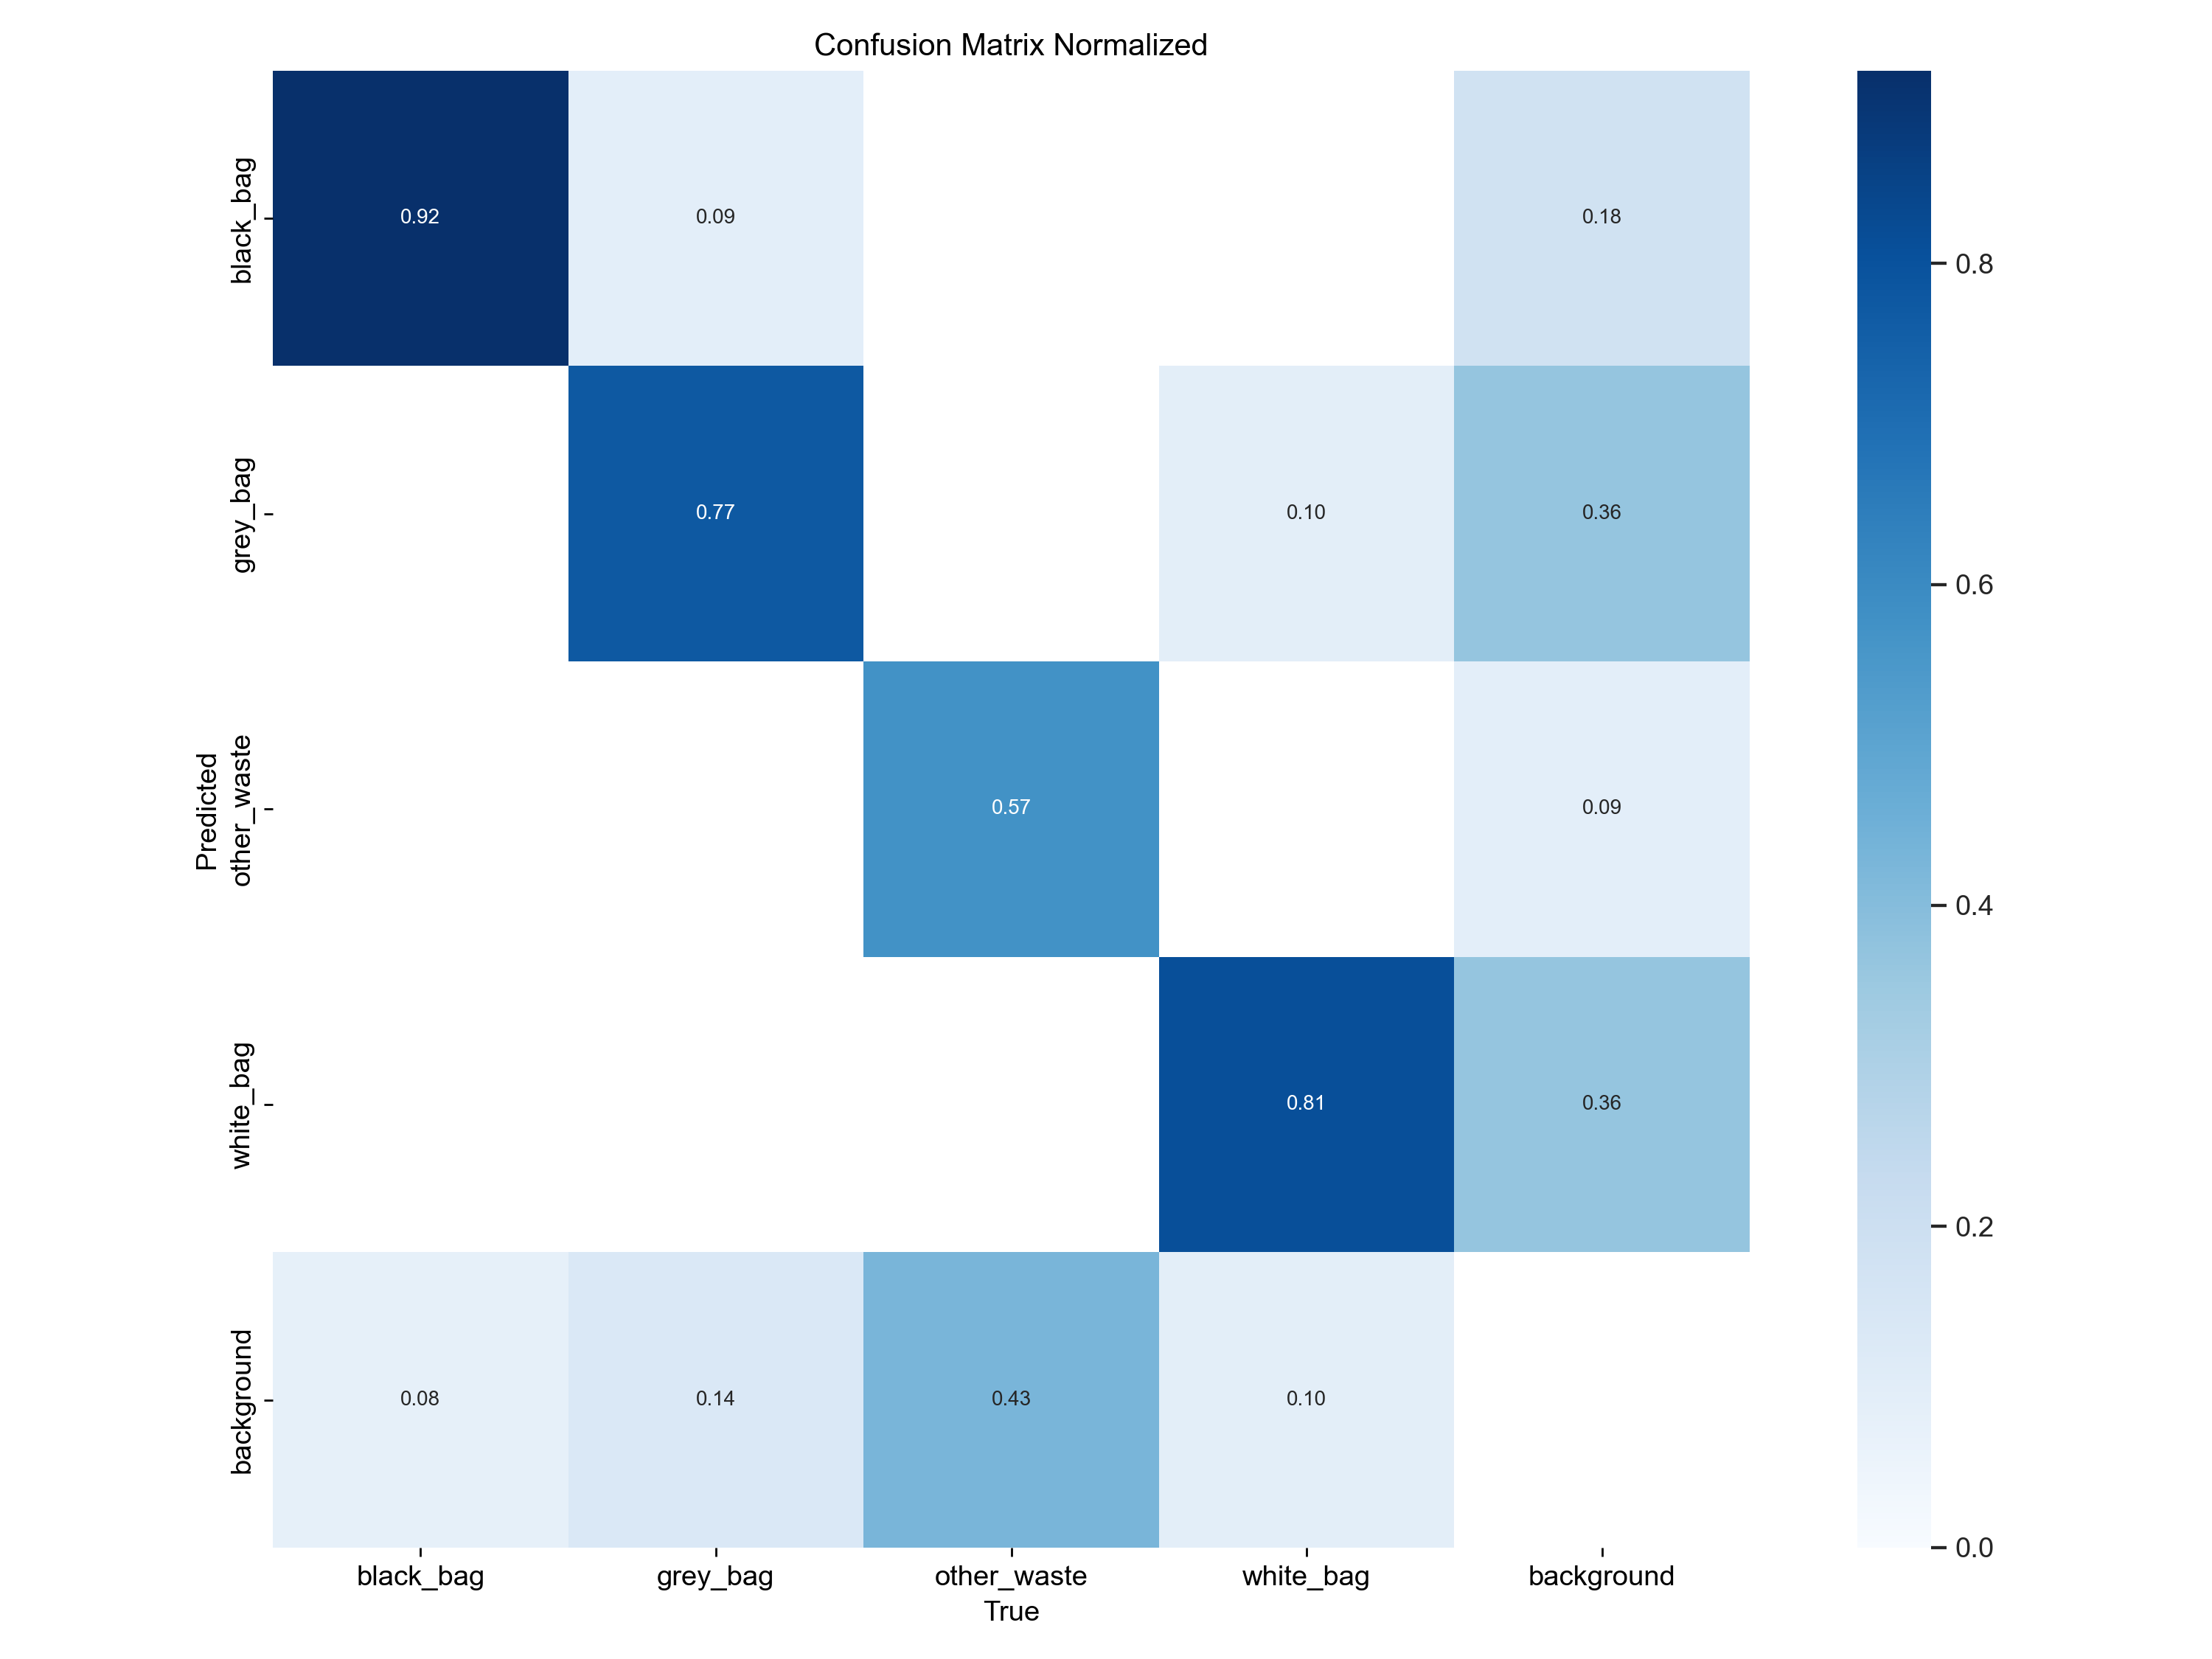 Confusion Matrix Normalized
black_bag
0.92
0.09
0.18
0.8
grey_bag
0.77
0.10
0.36
0.6
Predicted
other_waste
0.57
0.09
0.4
white_bag
0.81
0.36
0.2
background
0.08
0.14
0.43
0.10
0.0
black_bag
grey_bag
other_waste
white_bag
background
True